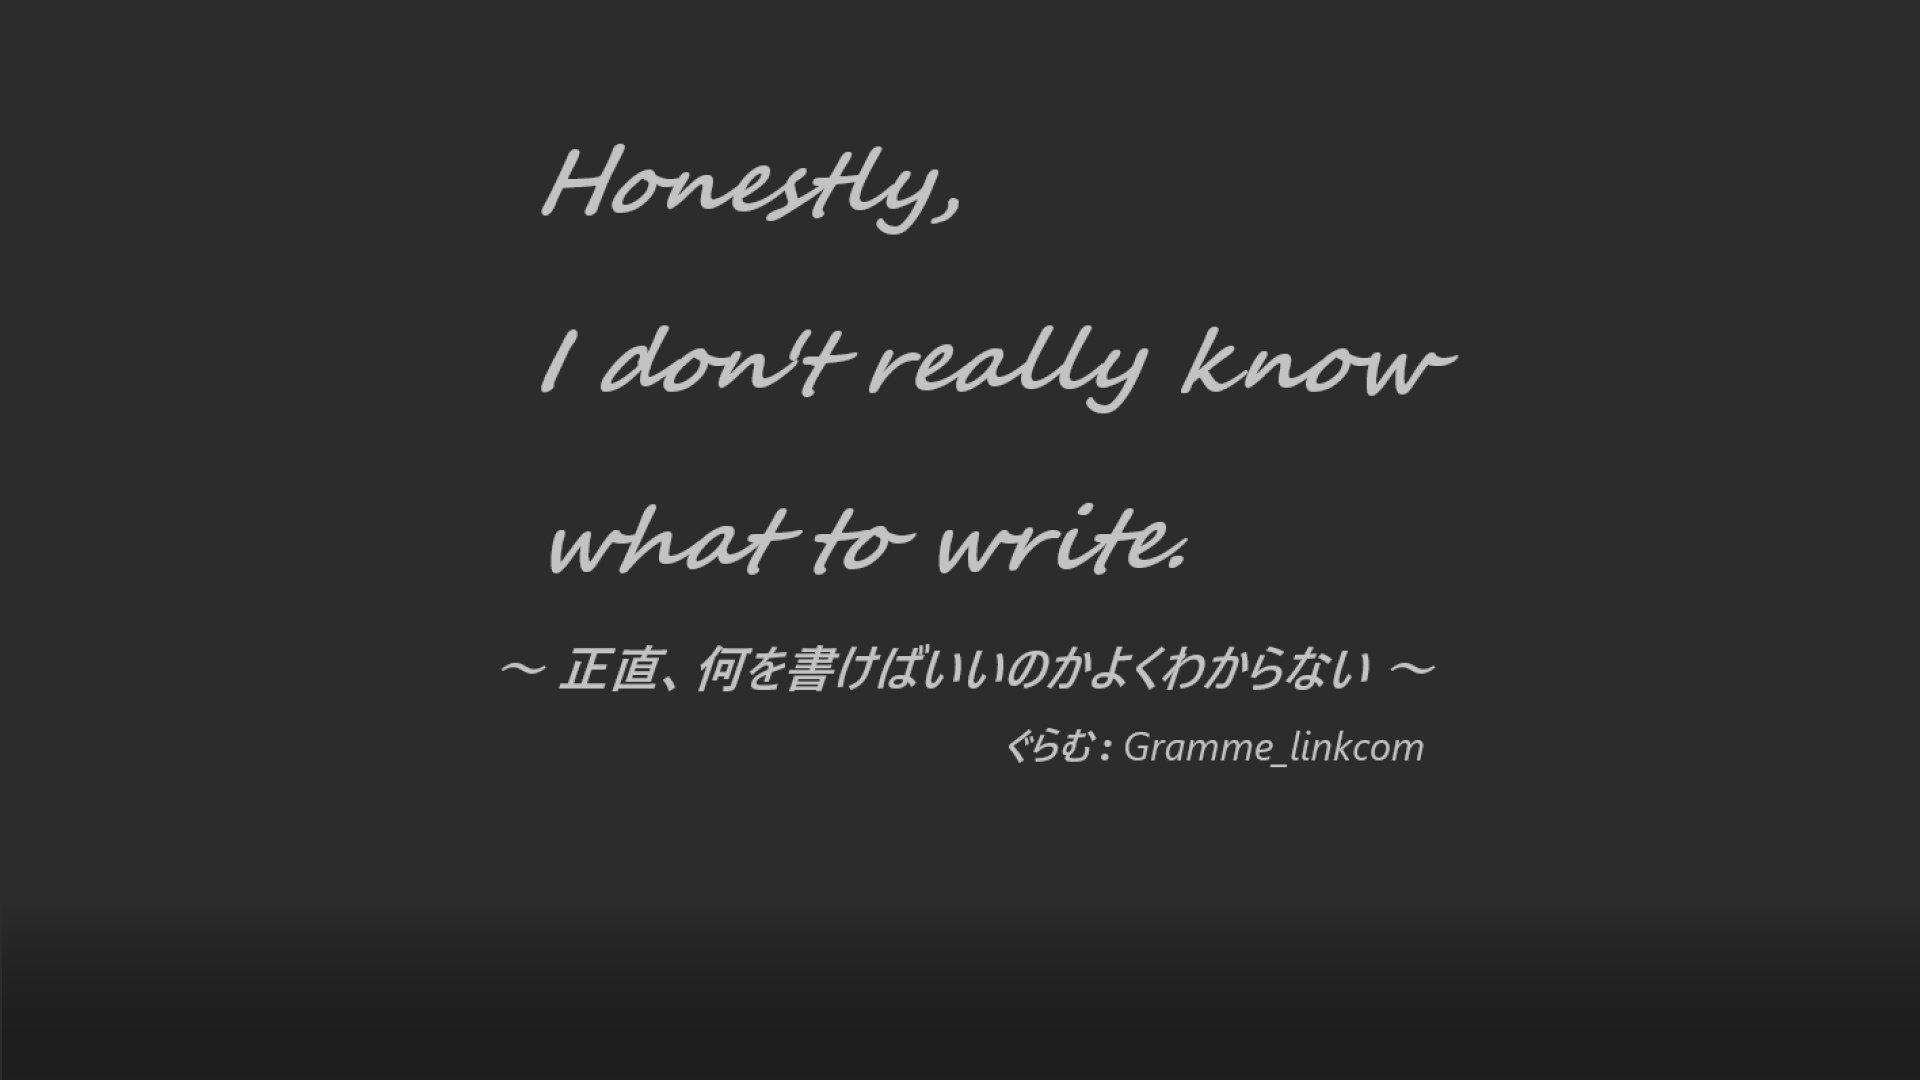 Honestly,
I don't really know
what to write.
～ 正直、何を書けばいいのかよくわからない ～
ぐらむ : Gramme_linkcom